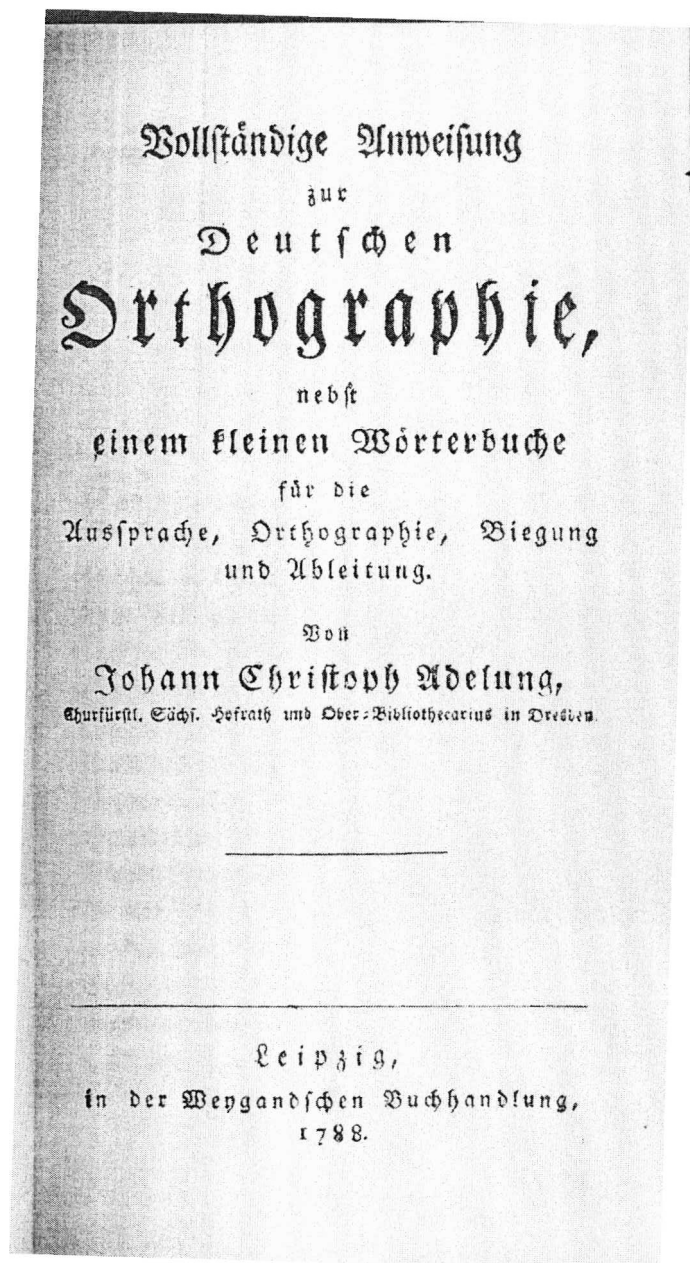 Vollständige Anweisung
zur
Deutschen
Orthographie,
nebst
einem kleinen Wörterbuche
für die
Aussprache, Orthographie, Biegung
und Ableitung.
Von
Johann Christoph Adelung,
Churfürstl. Sächs. Hofrath und Ober-Bibliothecarius in Dresden.
Leipzig,
in der Weygandschen Buchhandlung,
1788.